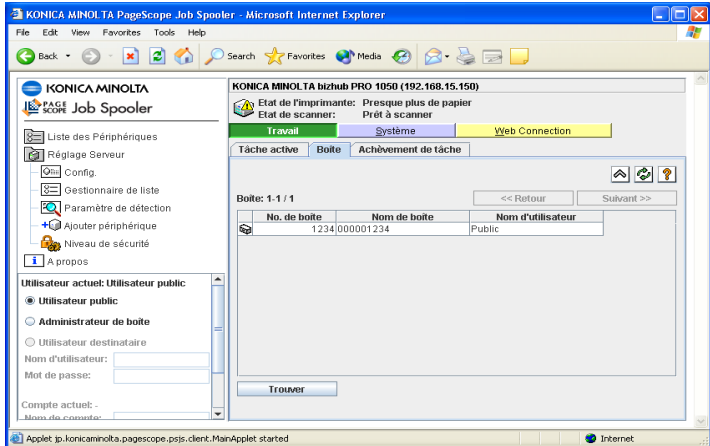 KONICA MINOLTA PageScope Job Spooler - Microsoft Internet Explorer
File Edit View Favorites Tools Help
Back Search Favorites Media
KONICA MINOLTA
PAGE SCOPE Job Spooler
Liste des Périphériques
Réglage Serveur
Config.
Gestionnaire de liste
Paramètre de détection
Ajouter périphérique
Niveau de sécurité
A propos
Utilisateur actuel: Utilisateur public
Utilisateur public
Administrateur de boîte
Utilisateur destinataire
Nom d'utilisateur:
Mot de passe:
Compte actuel: -
Nom de compte:
KONICA MINOLTA bizhub PRO 1050 (192.168.15.150)
Etat de l'imprimante: Presque plus de papier
Etat de scanner: Prêt à scanner
Travail Système Web Connection
Tâche active Boîte Achèvement de tâche
Boîte: 1-1 / 1 << Retour Suivant >>
No. de boîte Nom de boîte Nom d'utilisateur
1234 000001234 Public
Trouver
Applet jp.konicaminolta.pagescope.psjs.client.MainApplet started Internet